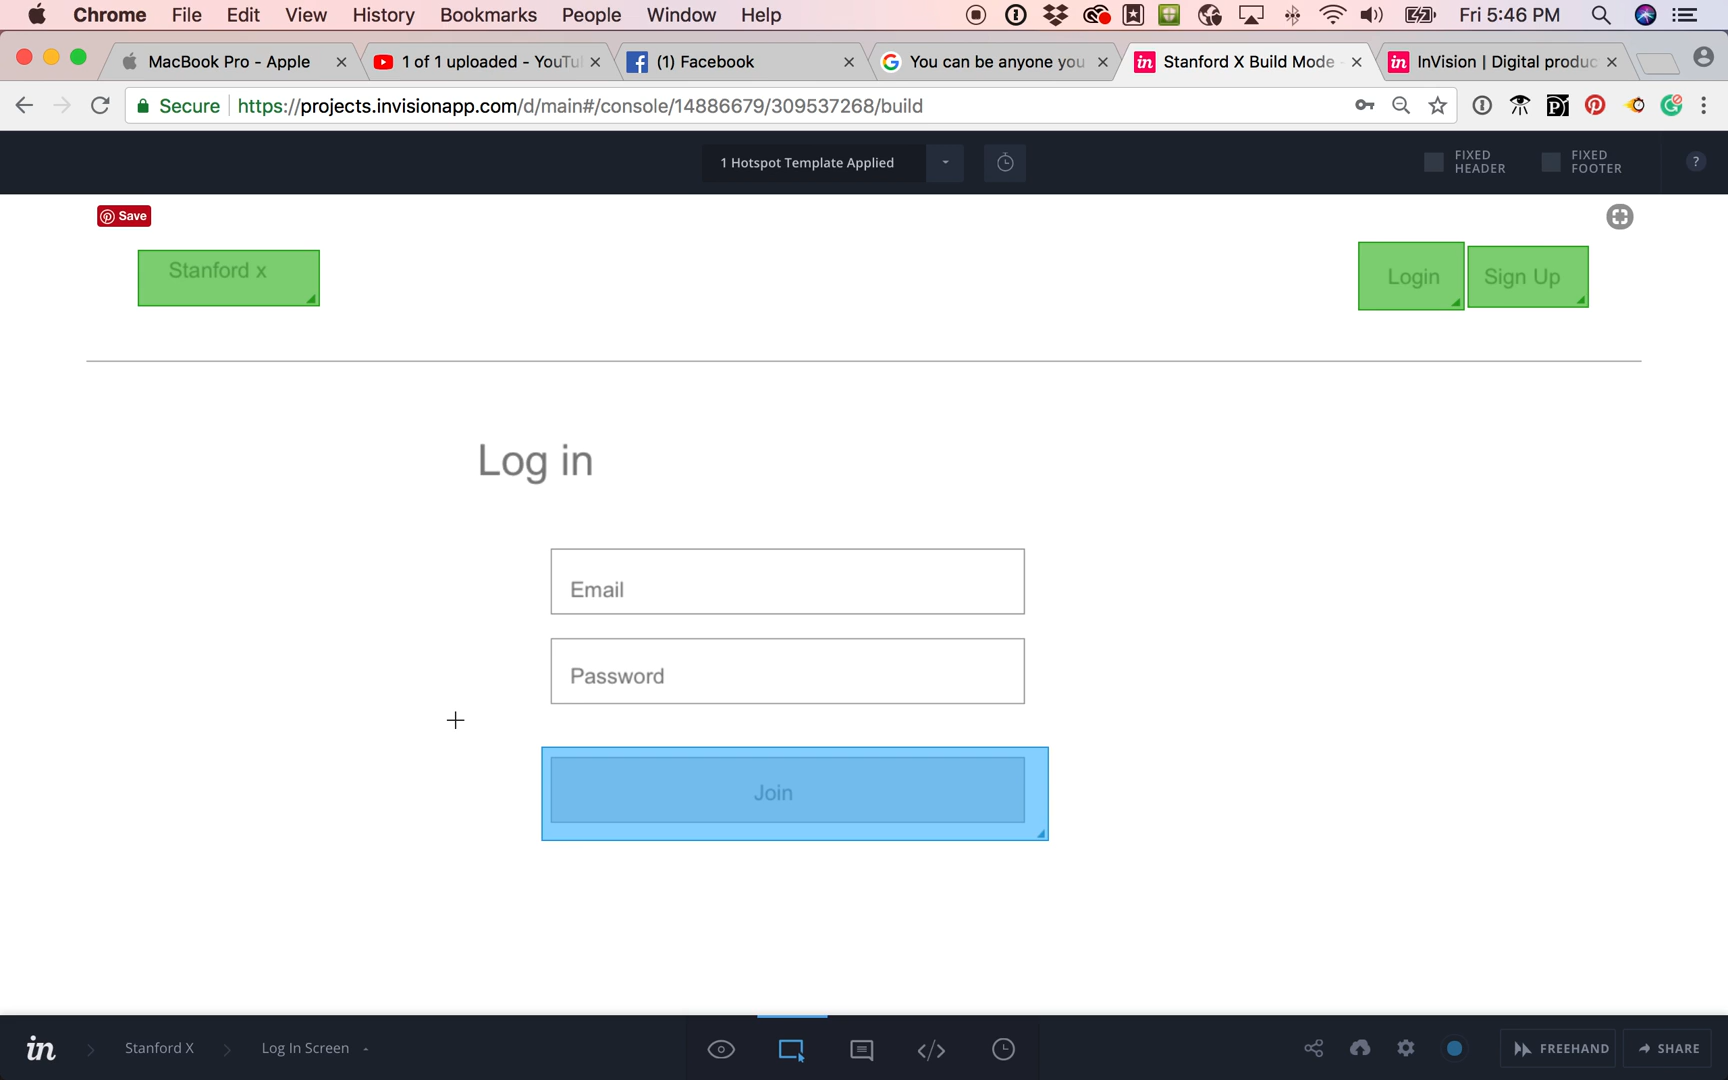 Chrome File Edit View History Bookmarks People Window Help Fri 5:46 PM
MacBook Pro - Apple 1 of 1 uploaded - YouTu (1) Facebook You can be anyone you Stanford X Build Mode InVision | Digital produc
Secure https://projects.invisionapp.com/d/main#/console/14886679/309537268/build
1 Hotspot Template Applied FIXED HEADER FIXED FOOTER ?
Save
Stanford x Login Sign Up
Log in
Email
Password
Join
in Stanford X Log In Screen FREEHAND SHARE